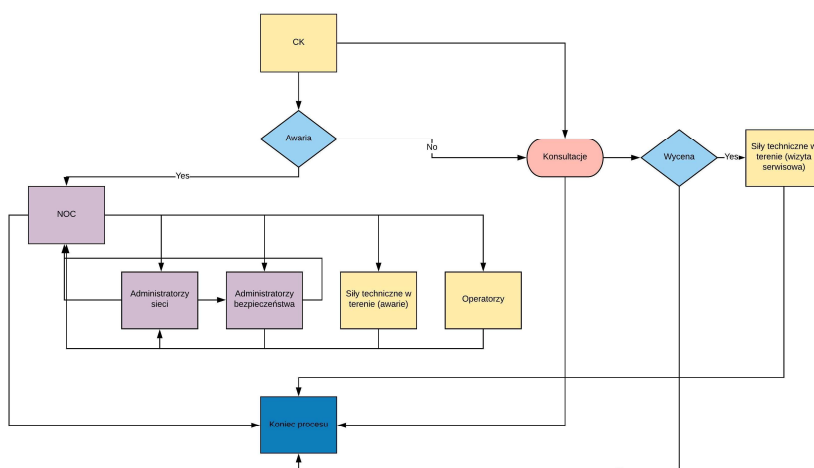 CK
Awaria
No
Konsultacje
Wycena
Yes
Siły techniczne w
terenie (wizyta
serwisowa)
Yes
NOC
Administratorzy
sieci
Administratorzy
bezpieczeństwa
Siły techniczne w
terenie (awarie)
Operatorzy
Koniec procesu